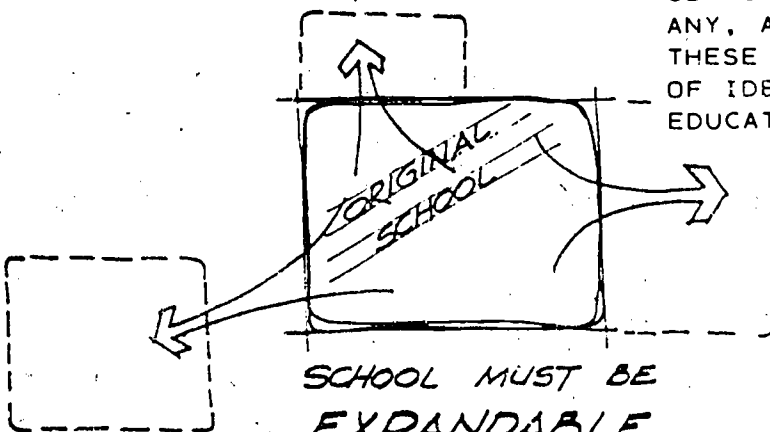 ANY, A
THESE
OF IDE
EDUCAT
ORIGINAL
SCHOOL
SCHOOL MUST BE
EXPANDABLE